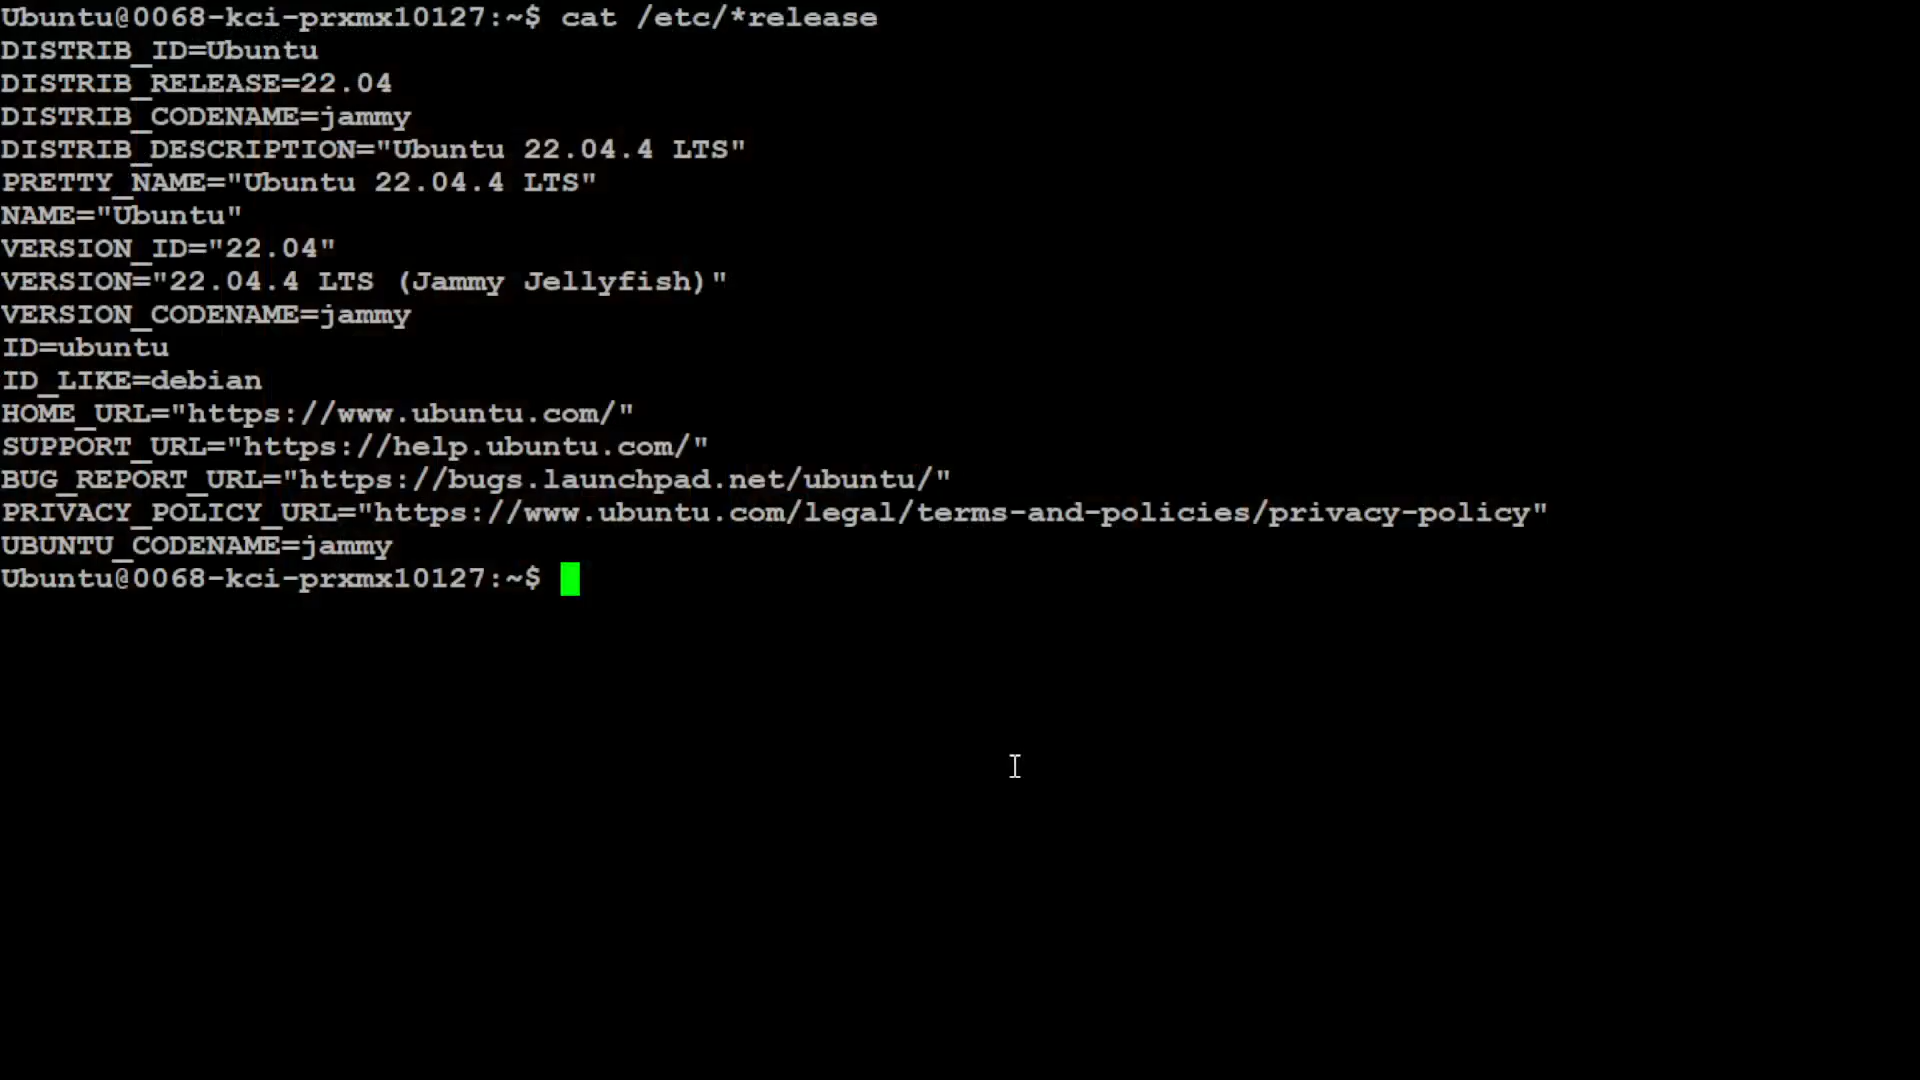 Ubuntu@0068-kci-prxmx10127:~$ cat /etc/*release
DISTRIB_ID=Ubuntu
DISTRIB_RELEASE=22.04
DISTRIB_CODENAME=jammy
DISTRIB_DESCRIPTION="Ubuntu 22.04.4 LTS"
PRETTY_NAME="Ubuntu 22.04.4 LTS"
NAME="Ubuntu"
VERSION_ID="22.04"
VERSION="22.04.4 LTS (Jammy Jellyfish)"
VERSION_CODENAME=jammy
ID=ubuntu
ID_LIKE=debian
HOME_URL="https://www.ubuntu.com/"
SUPPORT_URL="https://help.ubuntu.com/"
BUG_REPORT_URL="https://bugs.launchpad.net/ubuntu/"
PRIVACY_POLICY_URL="https://www.ubuntu.com/legal/terms-and-policies/privacy-policy"
UBUNTU_CODENAME=jammy
Ubuntu@0068-kci-prxmx10127:~$